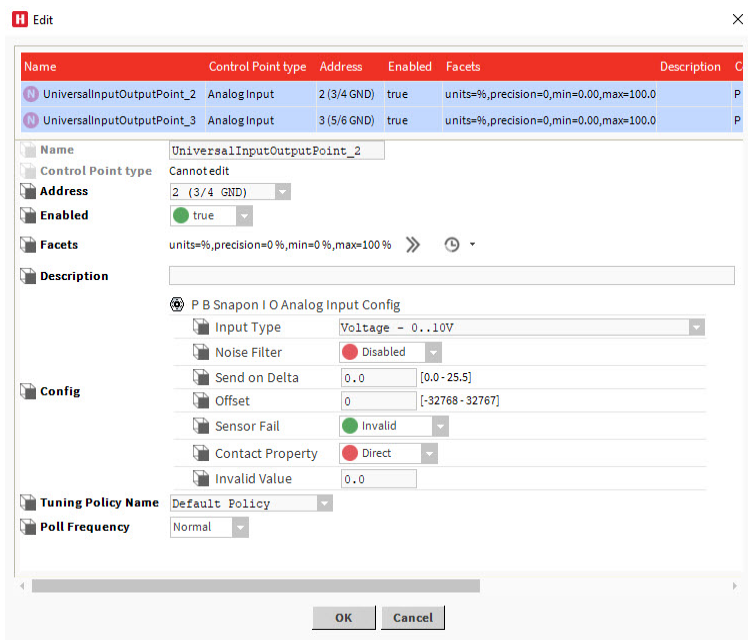 H Edit
Name Control Point type Address Enabled Facets Description C
N UniversalInputOutputPoint_2 Analog Input 2 (3/4 GND) true units=%,precision=0,min=0.00,max=100.0 P
N UniversalInputOutputPoint_3 Analog Input 3 (5/6 GND) true units=%,precision=0,min=0.00,max=100.0 P
Name UniversalInputOutputPoint_2
Control Point type Cannot edit
Address 2 (3/4 GND)
Enabled true
Facets units=%,precision=0 %,min=0 %,max=100 %
Description
P B Snapon I O Analog Input Config
Input Type Voltage - 0..10V
Noise Filter Disabled
Send on Delta 0.0 [0.0 - 25.5]
Offset 0 [-32768 - 32767]
Config
Sensor Fail Invalid
Contact Property Direct
Invalid Value 0.0
Tuning Policy Name Default Policy
Poll Frequency Normal
OK Cancel